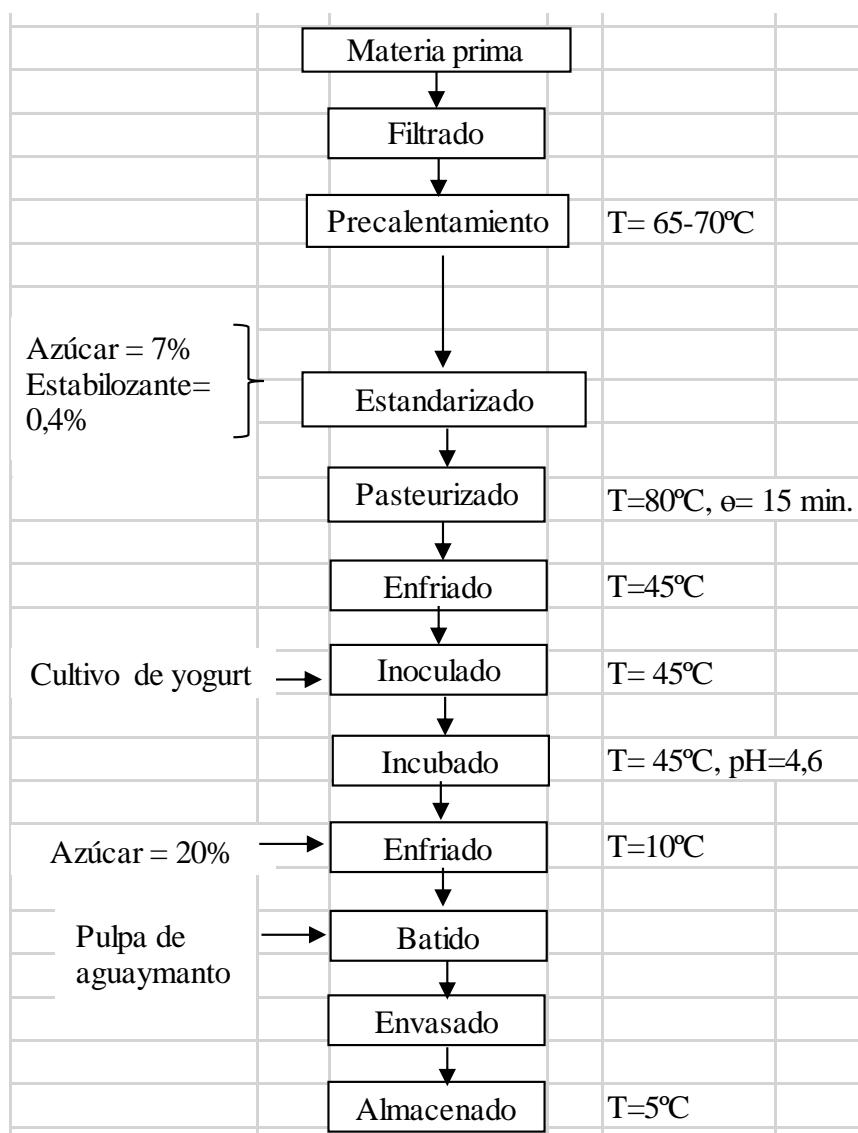 Materia prima
Filtrado
Precalentamiento
T= 65-70ºC
Azúcar = 7%
Estabilozante=
0,4%
Estandarizado
Pasteurizado
T=80ºC, ɵ= 15 min.
Enfriado
T=45ºC
Cultivo de yogurt
Inoculado
T= 45ºC
Incubado
T= 45ºC, pH=4,6
Azúcar = 20%
Enfriado
T=10ºC
Pulpa de
aguaymanto
Batido
Envasado
Almacenado
T=5ºC